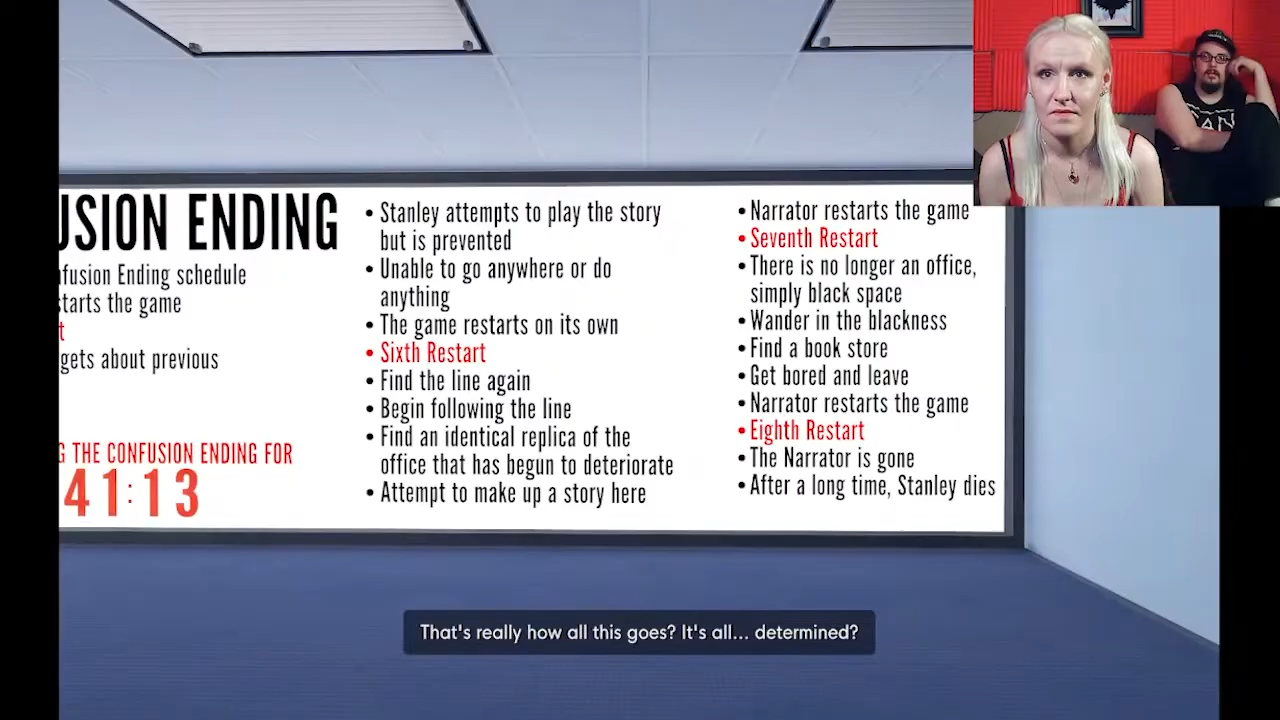 USION ENDING
nfusion Ending schedule
starts the game
t
gets about previous
G THE CONFUSION ENDING FOR
41:13
• Stanley attempts to play the story
but is prevented
• Unable to go anywhere or do
anything
• The game restarts on its own
• Sixth Restart
• Find the line again
• Begin following the line
• Find an identical replica of the
office that has begun to deteriorate
• Attempt to make up a story here
• Narrator restarts the game
• Seventh Restart
• There is no longer an office,
simply black space
• Wander in the blackness
• Find a book store
• Get bored and leave
• Narrator restarts the game
• Eighth Restart
• The Narrator is gone
• After a long time, Stanley dies
That's really how all this goes? It's all... determined?